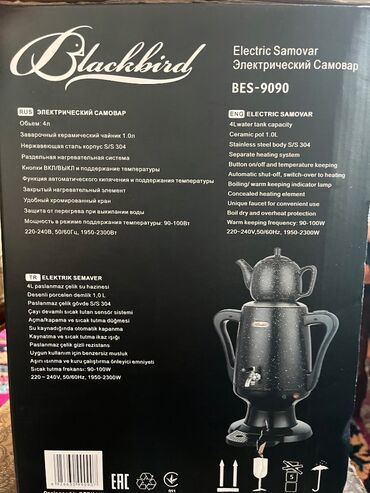 Blackbird
Electric Samovar
Электрический Самовар
BES-9090
RUS ЭЛЕКТРИЧЕСКИЙ САМОВАР
Объем: 4л
Заварочный керамический чайник 1.0л
Нержавеющая сталь корпус S/S 304
Раздельная нагревательная система
Кнопки ВКЛ/ВЫКЛ и поддержание температуры
Функция автоматического кипячения и поддержания температуры
Закрытый нагревательный элемент
Удобный хромированный кран
Защита от перегрева при выкипании воды
Мощность в режиме поддержания температуры: 90-100Вт
220-240В, 50/60Гц, 1950-2300Вт
ENG ELECTRIC SAMOVAR
4Lwater tank capacity
Ceramic pot 1.0L
Stainless steel body S/S 304
Separate heating system
Button on/off and temperature keeping
Automatic shut-off, switch-over to heating
Boiling/ warm keeping indicator lamp
Concealed heating element
Unique faucet for convenient use
Boil dry and overheat protection
Warm keeping frequency: 90-100W
220-240V,50/60Hz, 1950-2300W
TR ELEKTRIK SEMAVER
4L paslanmaz çelik su hazinesi
Desenli porcelen demlik 1,0 L
Paslanmaz çelik gövde S/S 304
Çayı devamlı sıcak tutan sensör sistemi
Açma/kapama ve sıcak tutma düğmesi
Su kaynadığında otomatik kapanma
Kaynatma ve sıcak tutma ikaz ışığı
Paslanmaz çelik gizli rezistans
Uygun kullanım için benzersiz musluk
Aşırı ısınma ve kuru çalıştırma önleyici emniyeti
Sıcak tutma frekansı: 90-100W
220~240V, 50/60Hz, 1950-2300W
EAC